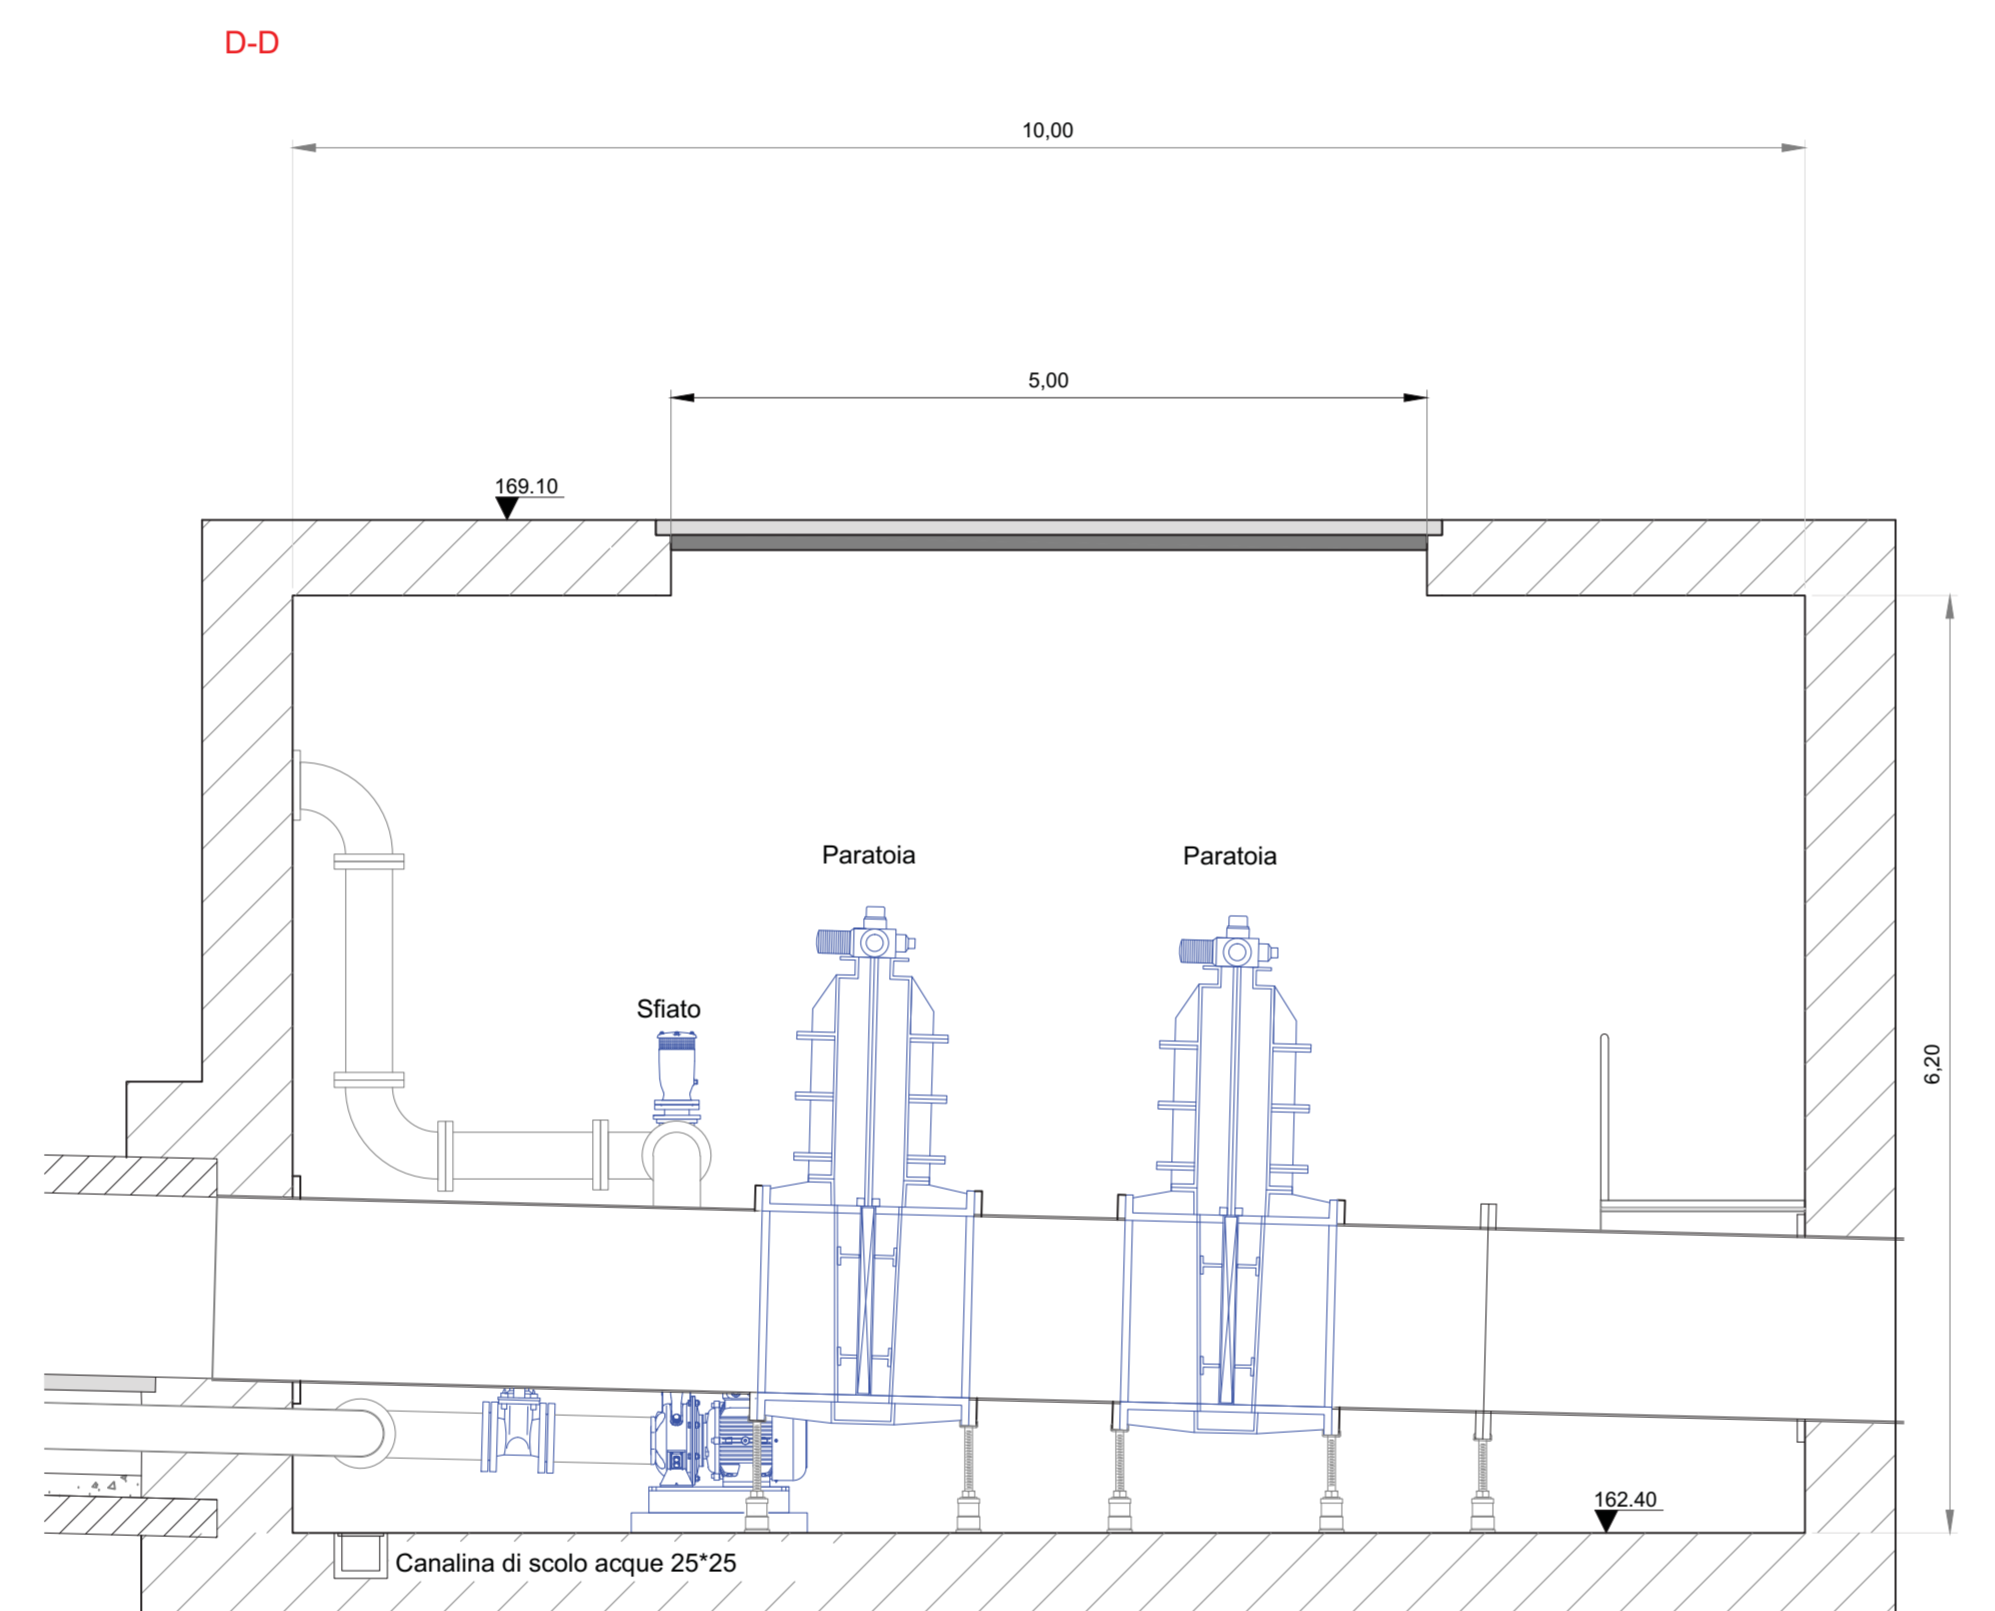 D-D
10,00
5,00
169.10
Paratoia
Paratoia
Sfiato
6,20
162.40
Canalina di scolo acque 25*25